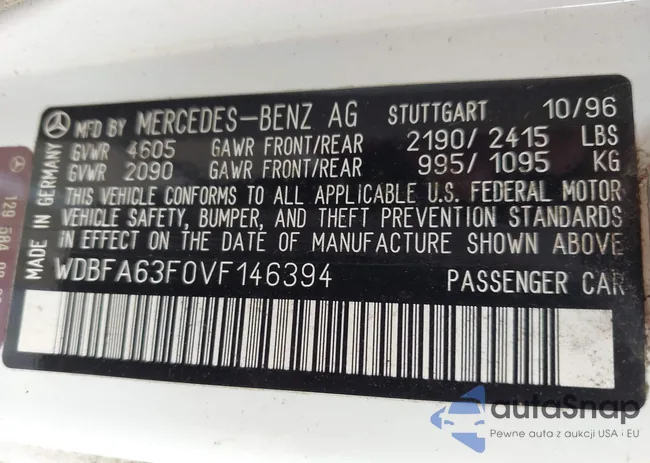 MFD BY MERCEDES-BENZ AG STUTTGART 10/96
GVWR 4605 GAWR FRONT/REAR 2190/ 2415 LBS
GVWR 2090 GAWR FRONT/REAR 995/ 1095 KG
THIS VEHICLE CONFORMS TO ALL APPLICABLE U.S. FEDERAL MOTOR
VEHICLE SAFETY, BUMPER, AND THEFT PREVENTION STANDARDS
IN EFFECT ON THE DATE OF MANUFACTURE SHOWN ABOVE
WDBFA63F0VF146394 PASSENGER CAR
MADE IN GERMANY
129 584
autaSnap
Pewne auta z aukcji USA i EU